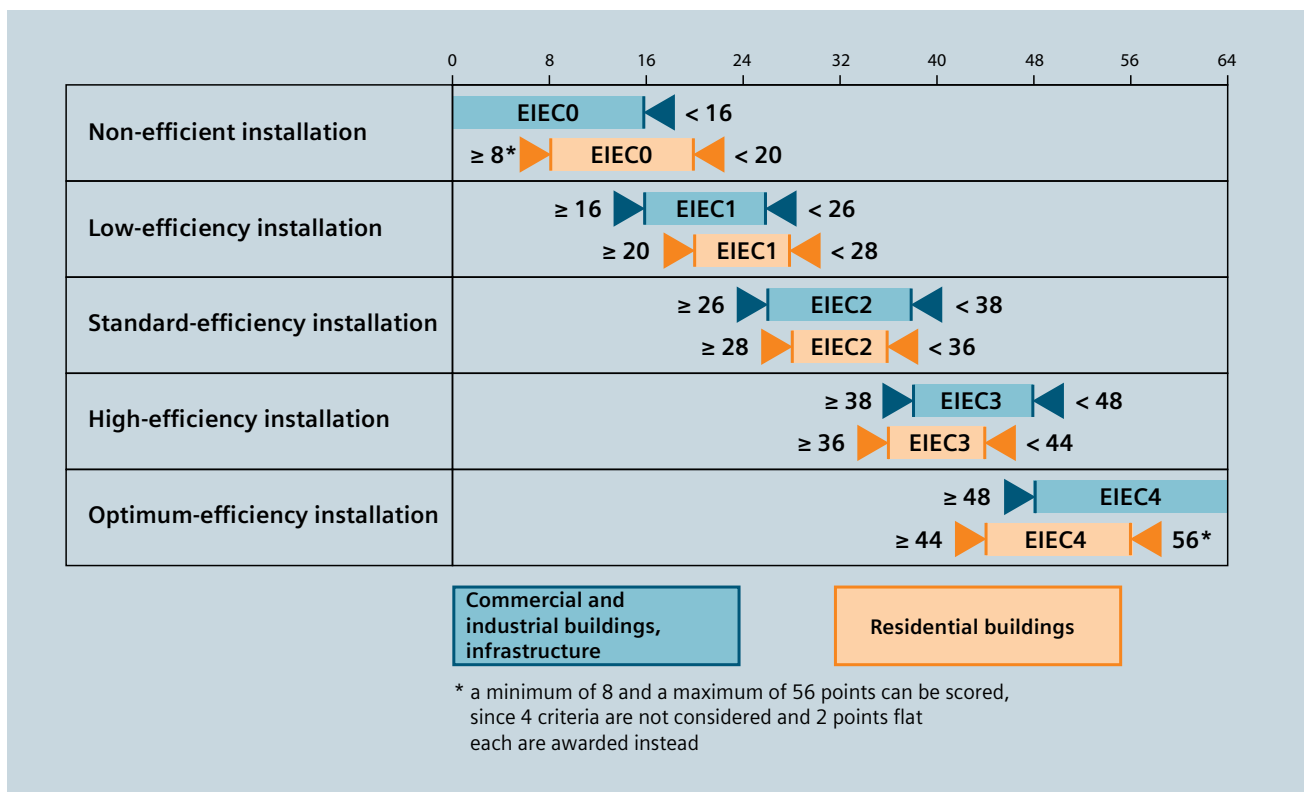 0 8 16 24 32 40 48 56 64
Non-efficient installation
EIEC0 < 16
≥ 8* EIEC0 < 20
Low-efficiency installation
≥ 16 EIEC1 < 26
≥ 20 EIEC1 < 28
Standard-efficiency installation
≥ 26 EIEC2 < 38
≥ 28 EIEC2 < 36
High-efficiency installation
≥ 38 EIEC3 < 48
≥ 36 EIEC3 < 44
Optimum-efficiency installation
≥ 48 EIEC4
≥ 44 EIEC4 56*
Commercial and
industrial buildings,
infrastructure
Residential buildings
* a minimum of 8 and a maximum of 56 points can be scored,
since 4 criteria are not considered and 2 points flat
each are awarded instead